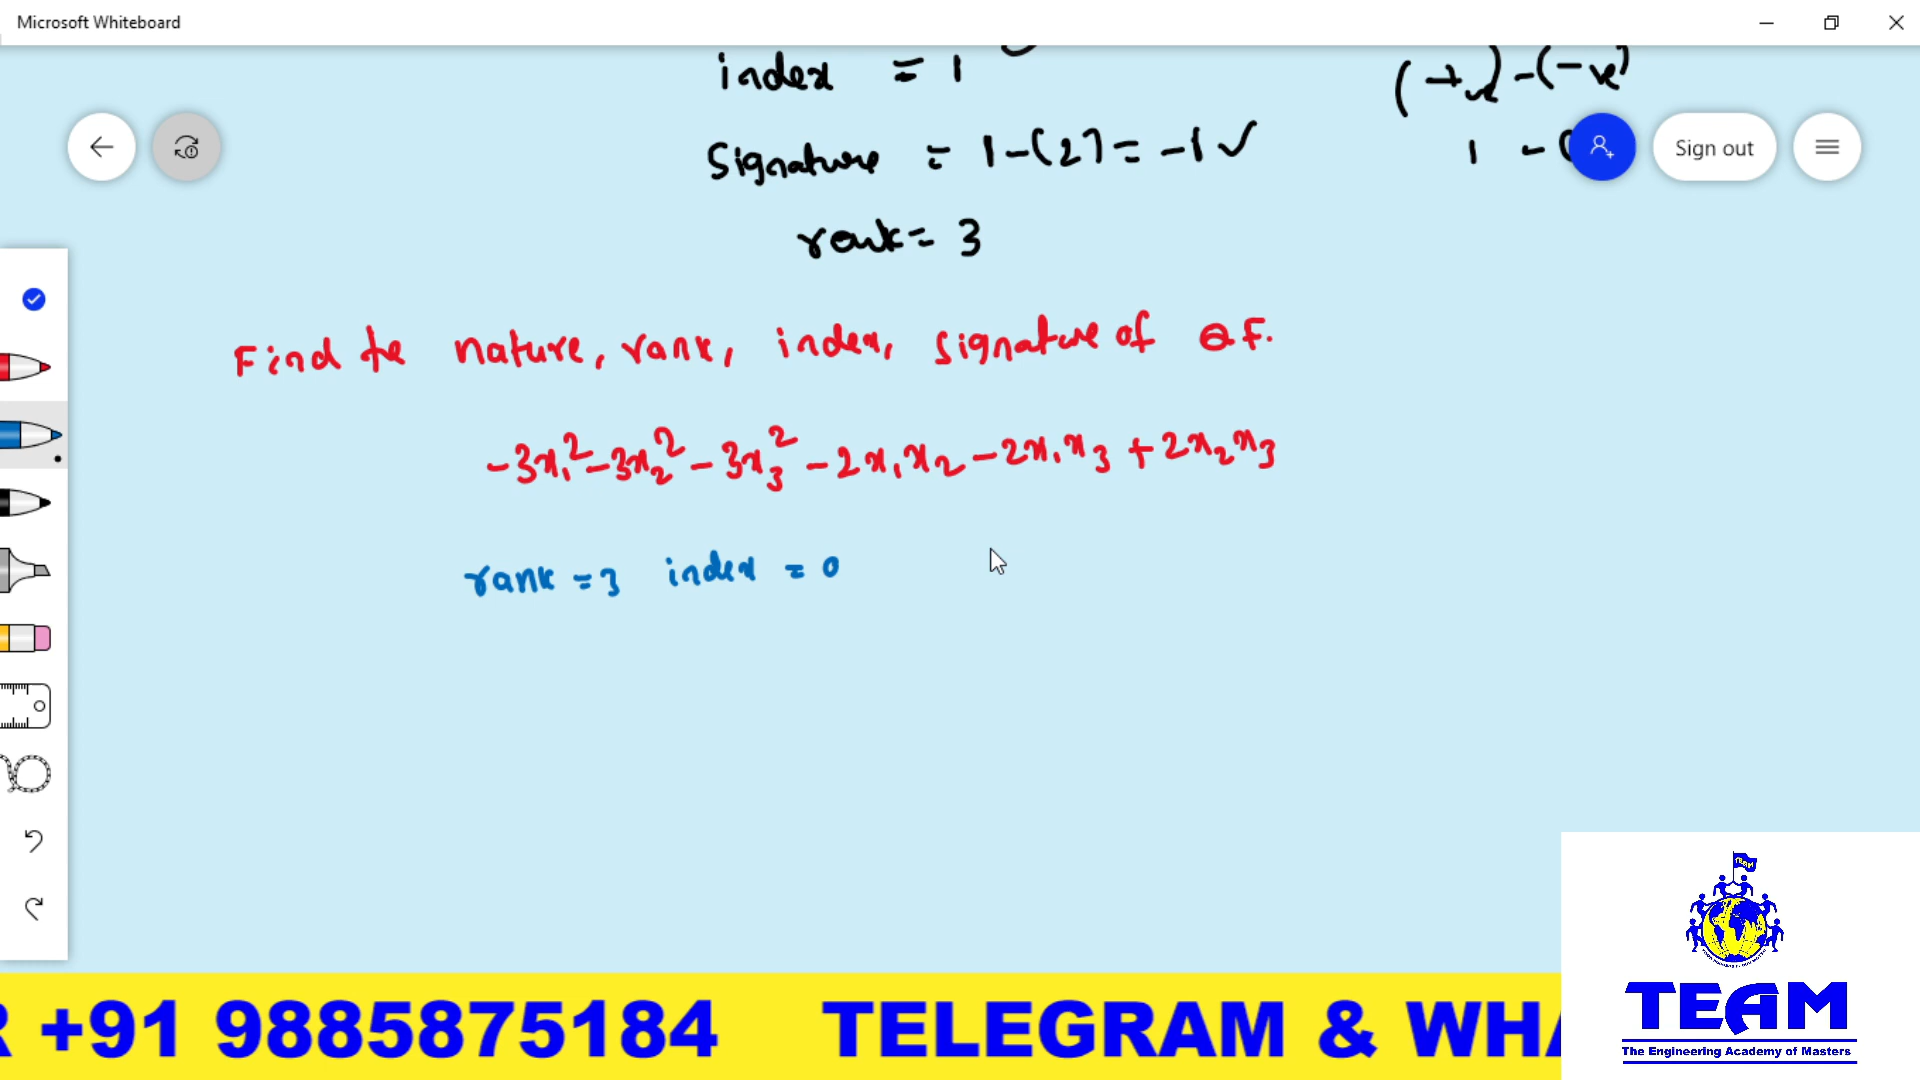 Microsoft Whiteboard
index = 1
(+ve) - (-ve)
Signature = 1-(2) = -1 ✓
1 - (
Sign out
rank = 3
Find the nature, rank, index, signature of Q.F.
-3x₁² - 3x₂² - 3x₃² - 2x₁x₂ - 2x₁x₃ + 2x₂x₃
rank = 3 index = 0
TEAM
The Engineering Academy of Masters
R +91 9885875184 TELEGRAM & WHA